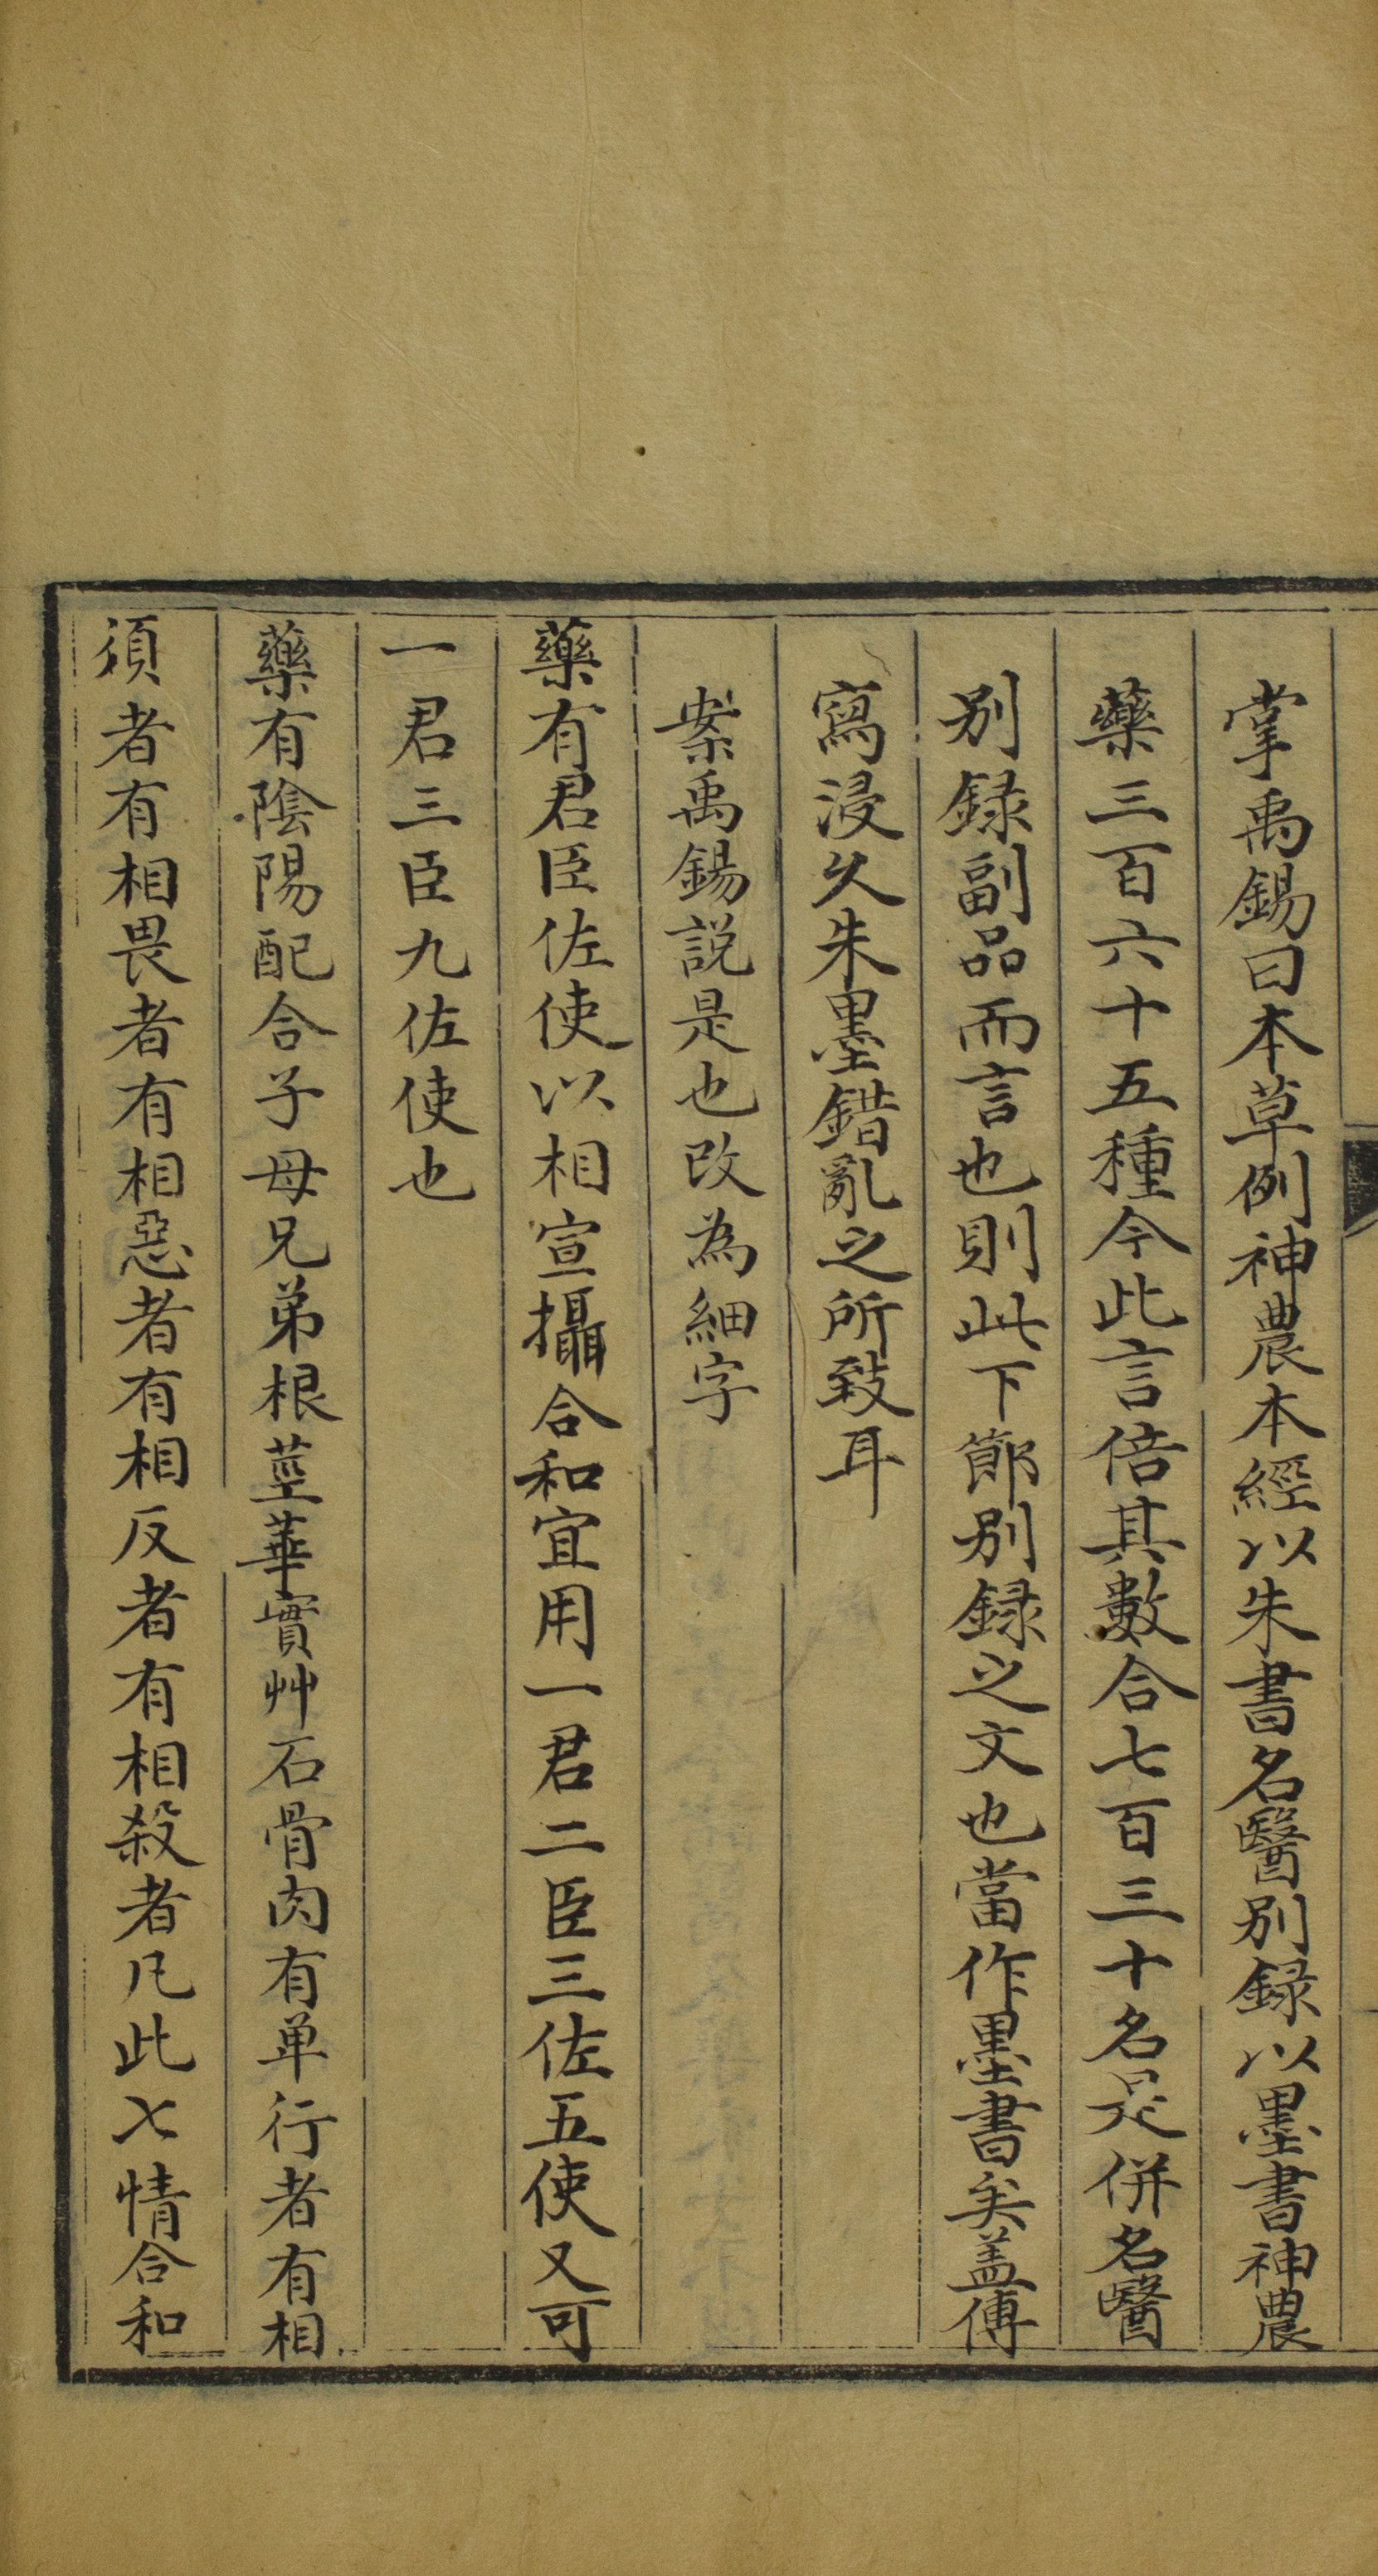 掌禹錫曰本草例神農本經以朱書名醫別録以墨書神農
藥三百六十五種今此言倍其數合七百三十名是併名醫
別録副品而言也則此下節別録之文也當作墨書矣蓋傳
寫浸久朱墨錯亂之所致耳
案禹錫說是也改為細字
藥有君臣佐使以相宣攝合和宜用一君二臣三佐五使又可
一君三臣九佐使也
藥有陰陽配合子母兄弟根莖華實艸石骨肉有单行者有相
須者有相畏者有相惡者有相反者有相殺者凡此七情合和